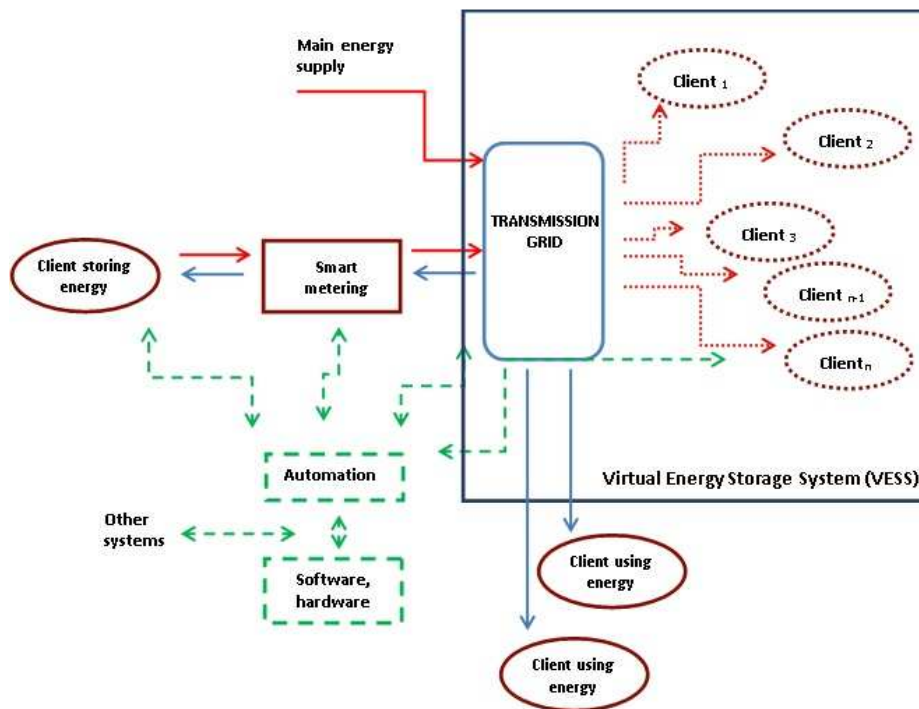 Main energy
supply
Client 1
Client 2
TRANSMISSION
GRID
Client 3
Client storing
energy
Smart
metering
Client n-1
Client n
Automation
Virtual Energy Storage System (VESS)
Other
systems
Software,
hardware
Client using
energy
Client using
energy